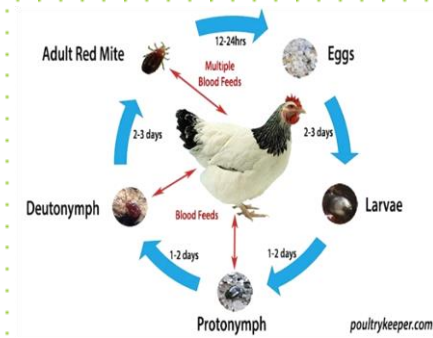 12-24hrs
Adult Red Mite
Eggs
Multiple
Blood Feeds
2-3 days
2-3 days
Deutonymph
Blood Feeds
Larvae
1-2 days
1-2 days
Protonymph
poultrykeeper.com